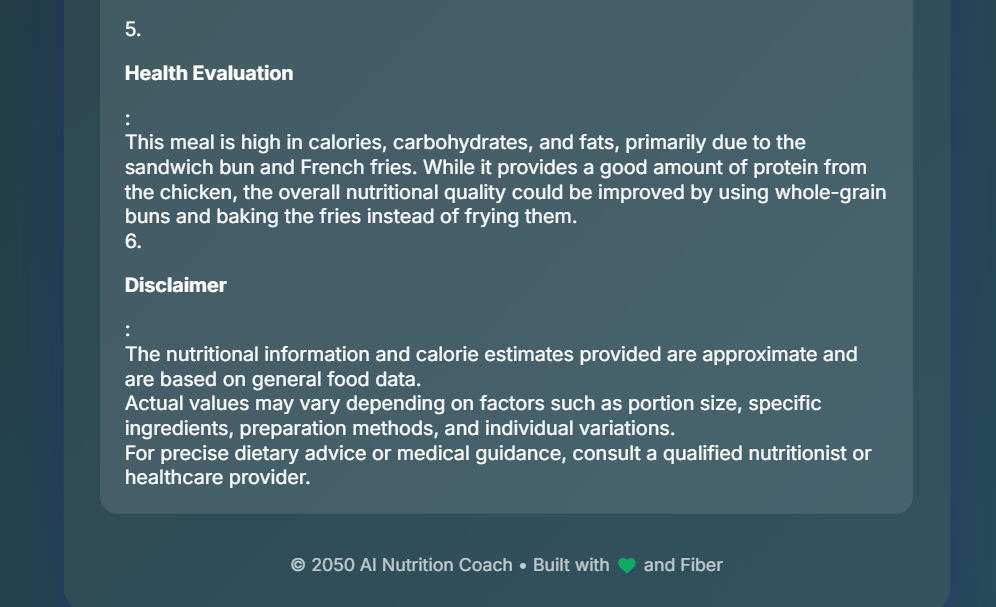 5.
Health Evaluation
:
This meal is high in calories, carbohydrates, and fats, primarily due to the
sandwich bun and French fries. While it provides a good amount of protein from
the chicken, the overall nutritional quality could be improved by using whole-grain
buns and baking the fries instead of frying them.
6.
Disclaimer
:
The nutritional information and calorie estimates provided are approximate and
are based on general food data.
Actual values may vary depending on factors such as portion size, specific
ingredients, preparation methods, and individual variations.
For precise dietary advice or medical guidance, consult a qualified nutritionist or
healthcare provider.
© 2050 AI Nutrition Coach • Built with 💚 and Fiber